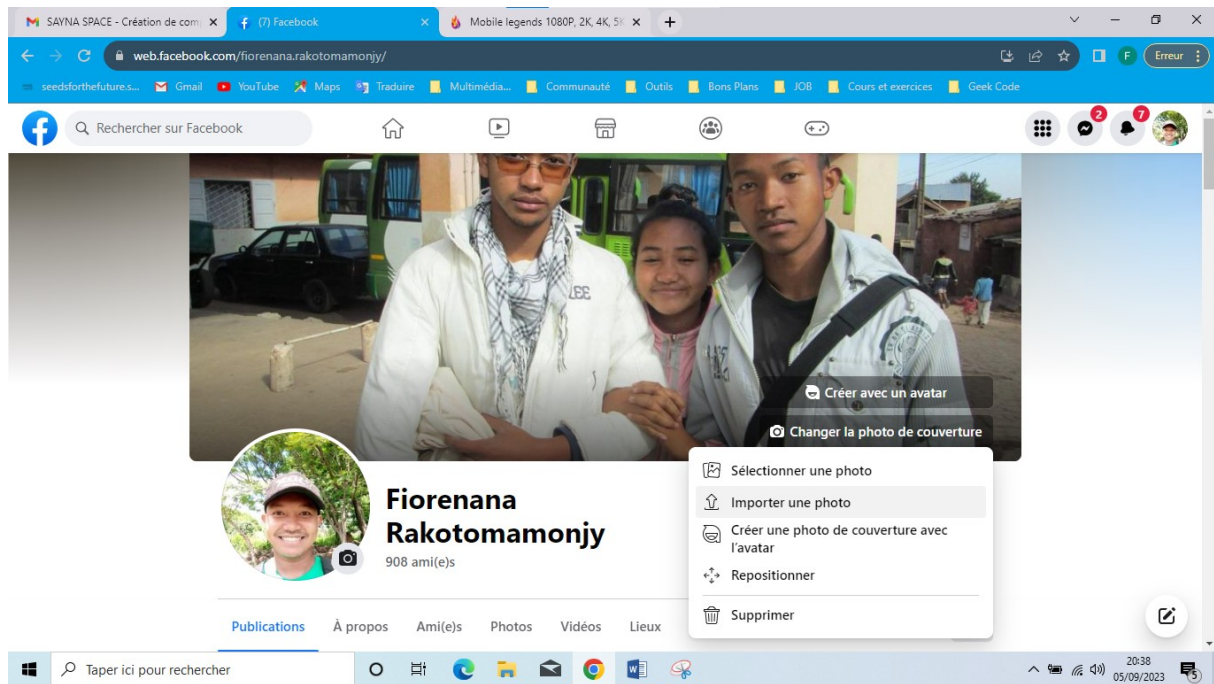 SAYNA SPACE - Création de com
(7) Facebook
Mobile legends 1080P, 2K, 4K, 5K
web.facebook.com/fiorenana.rakotomamonjy/
F
Erreur
seedsforthefuture.s...
Gmail
YouTube
Maps
Traduire
Multimédia...
Communauté
Outils
Bons Plans
JOB
Cours et exercices
Geek Code
Rechercher sur Facebook
2
7
Créer avec un avatar
Changer la photo de couverture
Sélectionner une photo
Importer une photo
Créer une photo de couverture avec
l'avatar
Repositionner
Supprimer
Fiorenana
Rakotomamonjy
908 ami(e)s
Publications
À propos
Ami(e)s
Photos
Vidéos
Lieux
Taper ici pour rechercher
20:38
05/09/2023
5